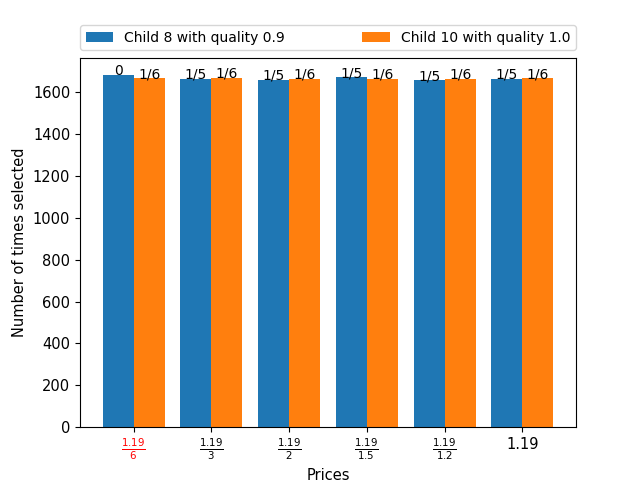 Child 8 with quality 0.9 Child 10 with quality 1.0
0 1/6 1/5 1/6 1/5 1/6 1/5 1/6 1/5 1/6 1/5 1/6
1600
1400
1200
1000
800
600
400
200
0
Number of times selected
1.19/6 1.19/3 1.19/2 1.19/1.5 1.19/1.2 1.19
Prices